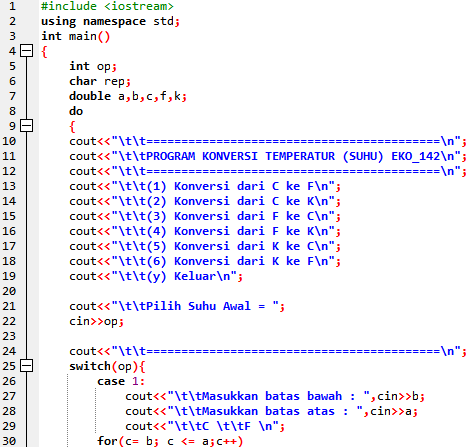 1 #include <iostream>
2 using namespace std;
3 int main()
4 {
5 int op;
6 char rep;
7 double a,b,c,f,k;
8 do
9 {
10 cout<<"\t\t=========================================\n";
11 cout<<"\t\tPROGRAM KONVERSI TEMPERATUR (SUHU) EKO_142\n";
12 cout<<"\t\t=========================================\n";
13 cout<<"\t\t(1) Konversi dari C ke F\n";
14 cout<<"\t\t(2) Konversi dari C ke K\n";
15 cout<<"\t\t(3) Konversi dari F ke C\n";
16 cout<<"\t\t(4) Konversi dari F ke K\n";
17 cout<<"\t\t(5) Konversi dari K ke C\n";
18 cout<<"\t\t(6) Konversi dari K ke F\n";
19 cout<<"\t\t(y) Keluar\n";
20
21 cout<<"\t\tPilih Suhu Awal = ";
22 cin>>op;
23
24 cout<<"\t\t=========================================\n";
25 switch(op){
26 case 1:
27 cout<<"\t\tMasukkan batas bawah : ",cin>>b;
28 cout<<"\t\tMasukkan batas atas : ",cin>>a;
29 cout<<"\t\tC \t\tF \n";
30 for(c= b; c <= a;c++)